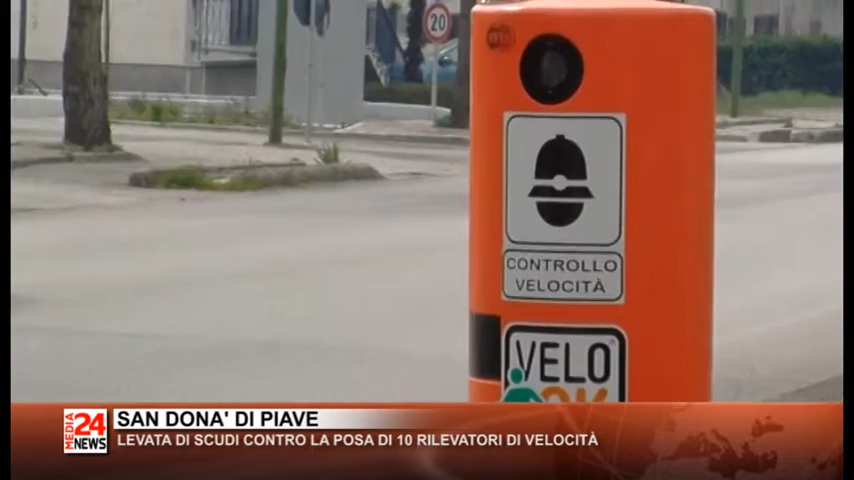 20
CONTROLLO
VELOCITÀ
VELO
OK
MEDIA 24 NEWS
SAN DONA' DI PIAVE
LEVATA DI SCUDI CONTRO LA POSA DI 10 RILEVATORI DI VELOCITÀ